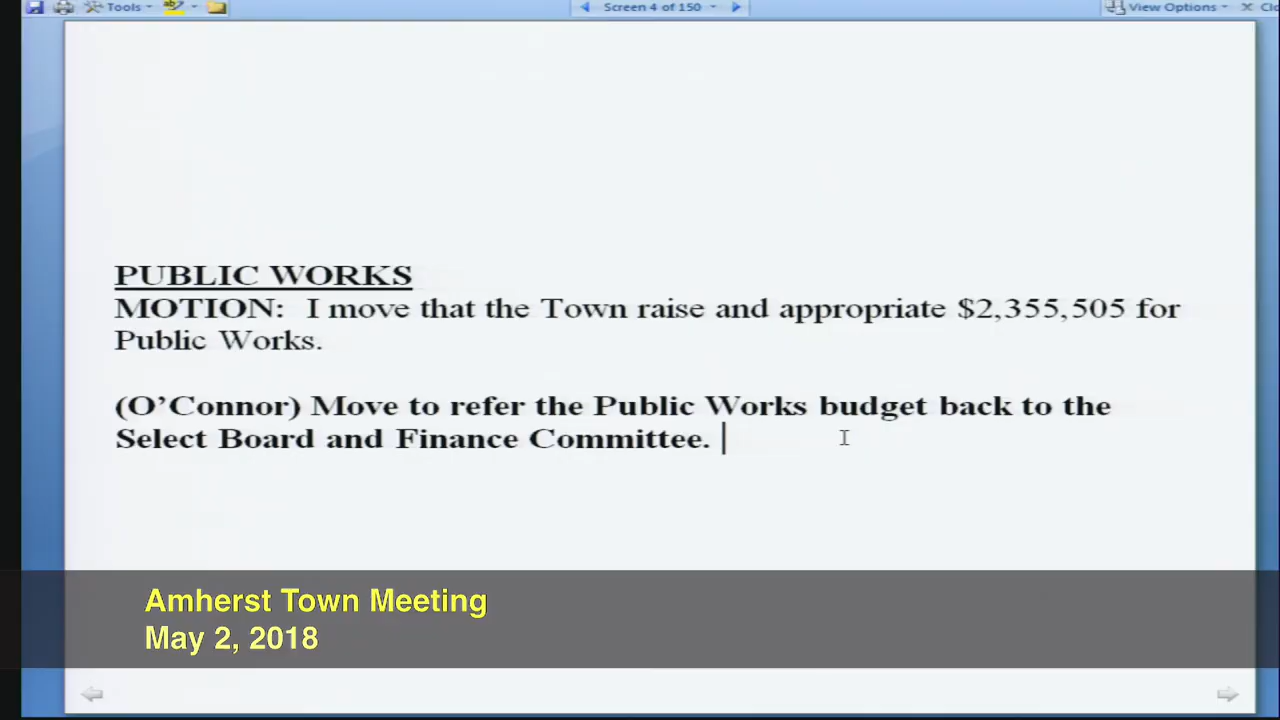 Tools Screen 4 of 150 View Options Clo
PUBLIC WORKS
MOTION: I move that the Town raise and appropriate $2,355,505 for
Public Works.
(O’Connor) Move to refer the Public Works budget back to the
Select Board and Finance Committee.
Amherst Town Meeting
May 2, 2018